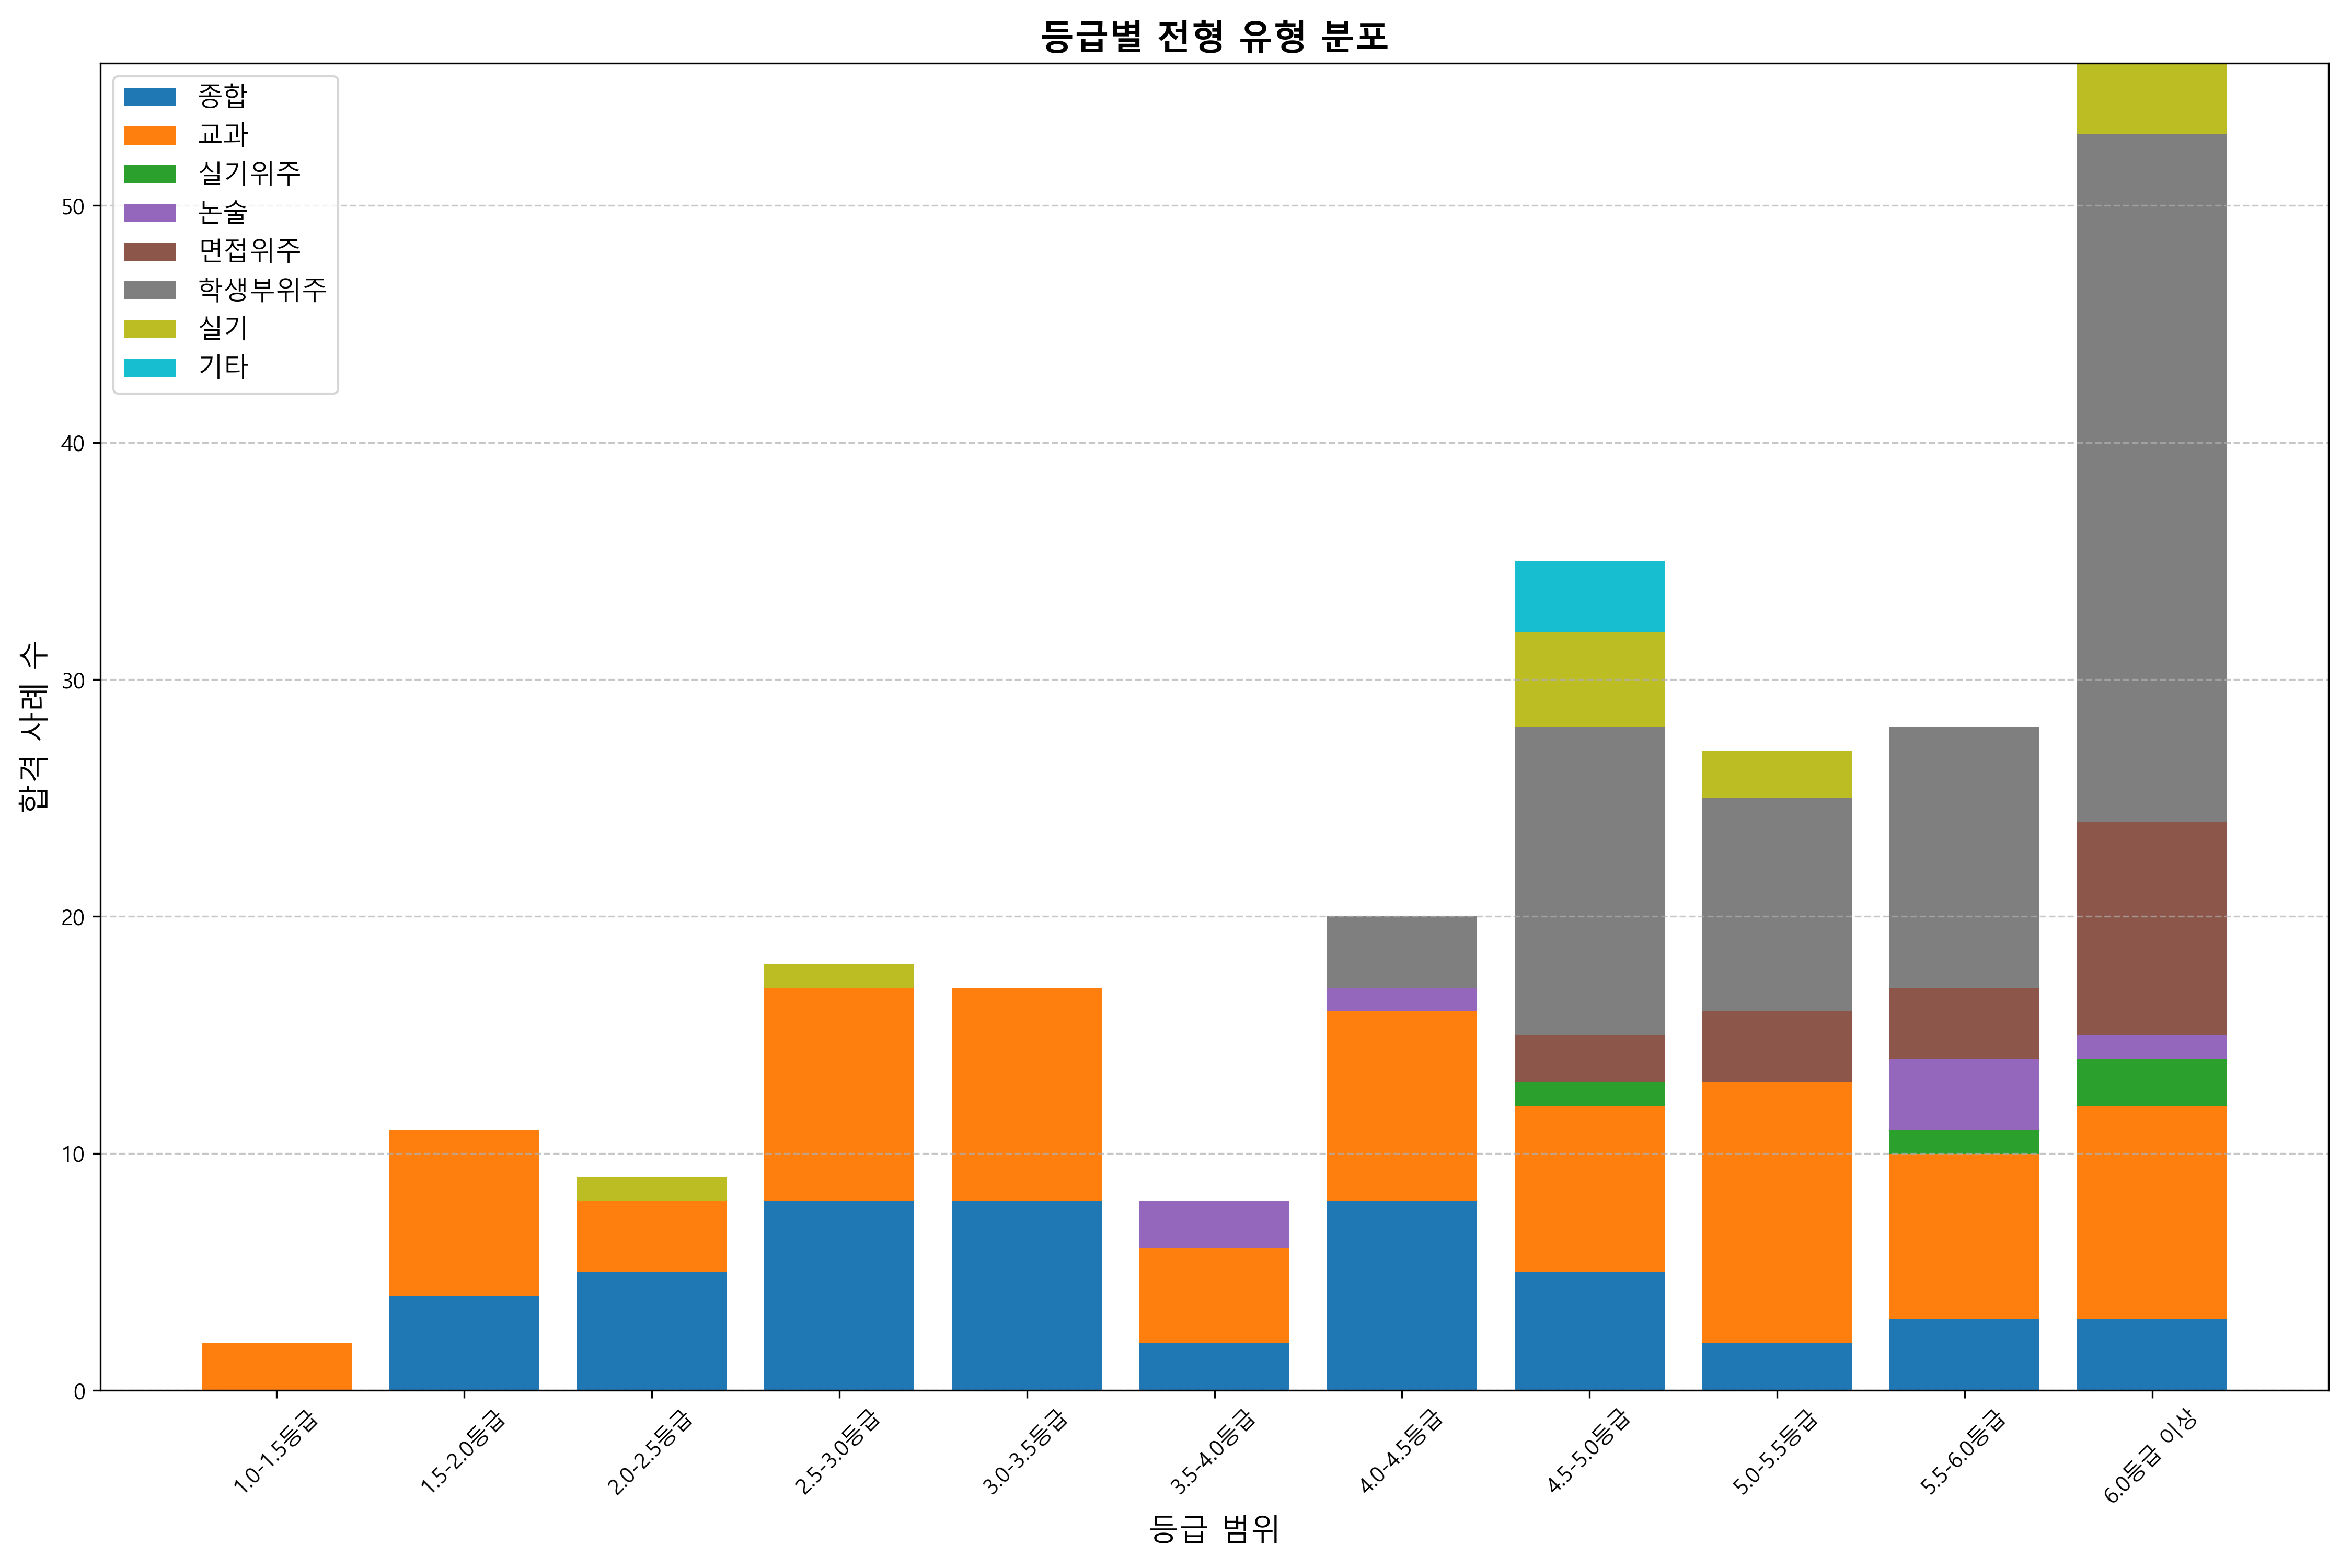 등급별 전형 유형 분포
종합
교과
실기위주
논술
면접위주
학생부위주
실기
기타
합격 사례 수
50
40
30
20
10
0
1.0-1.5등급
1.5-2.0등급
2.0-2.5등급
2.5-3.0등급
3.0-3.5등급
3.5-4.0등급
4.0-4.5등급
4.5-5.0등급
5.0-5.5등급
5.5-6.0등급
6.0등급 이상
등급 범위